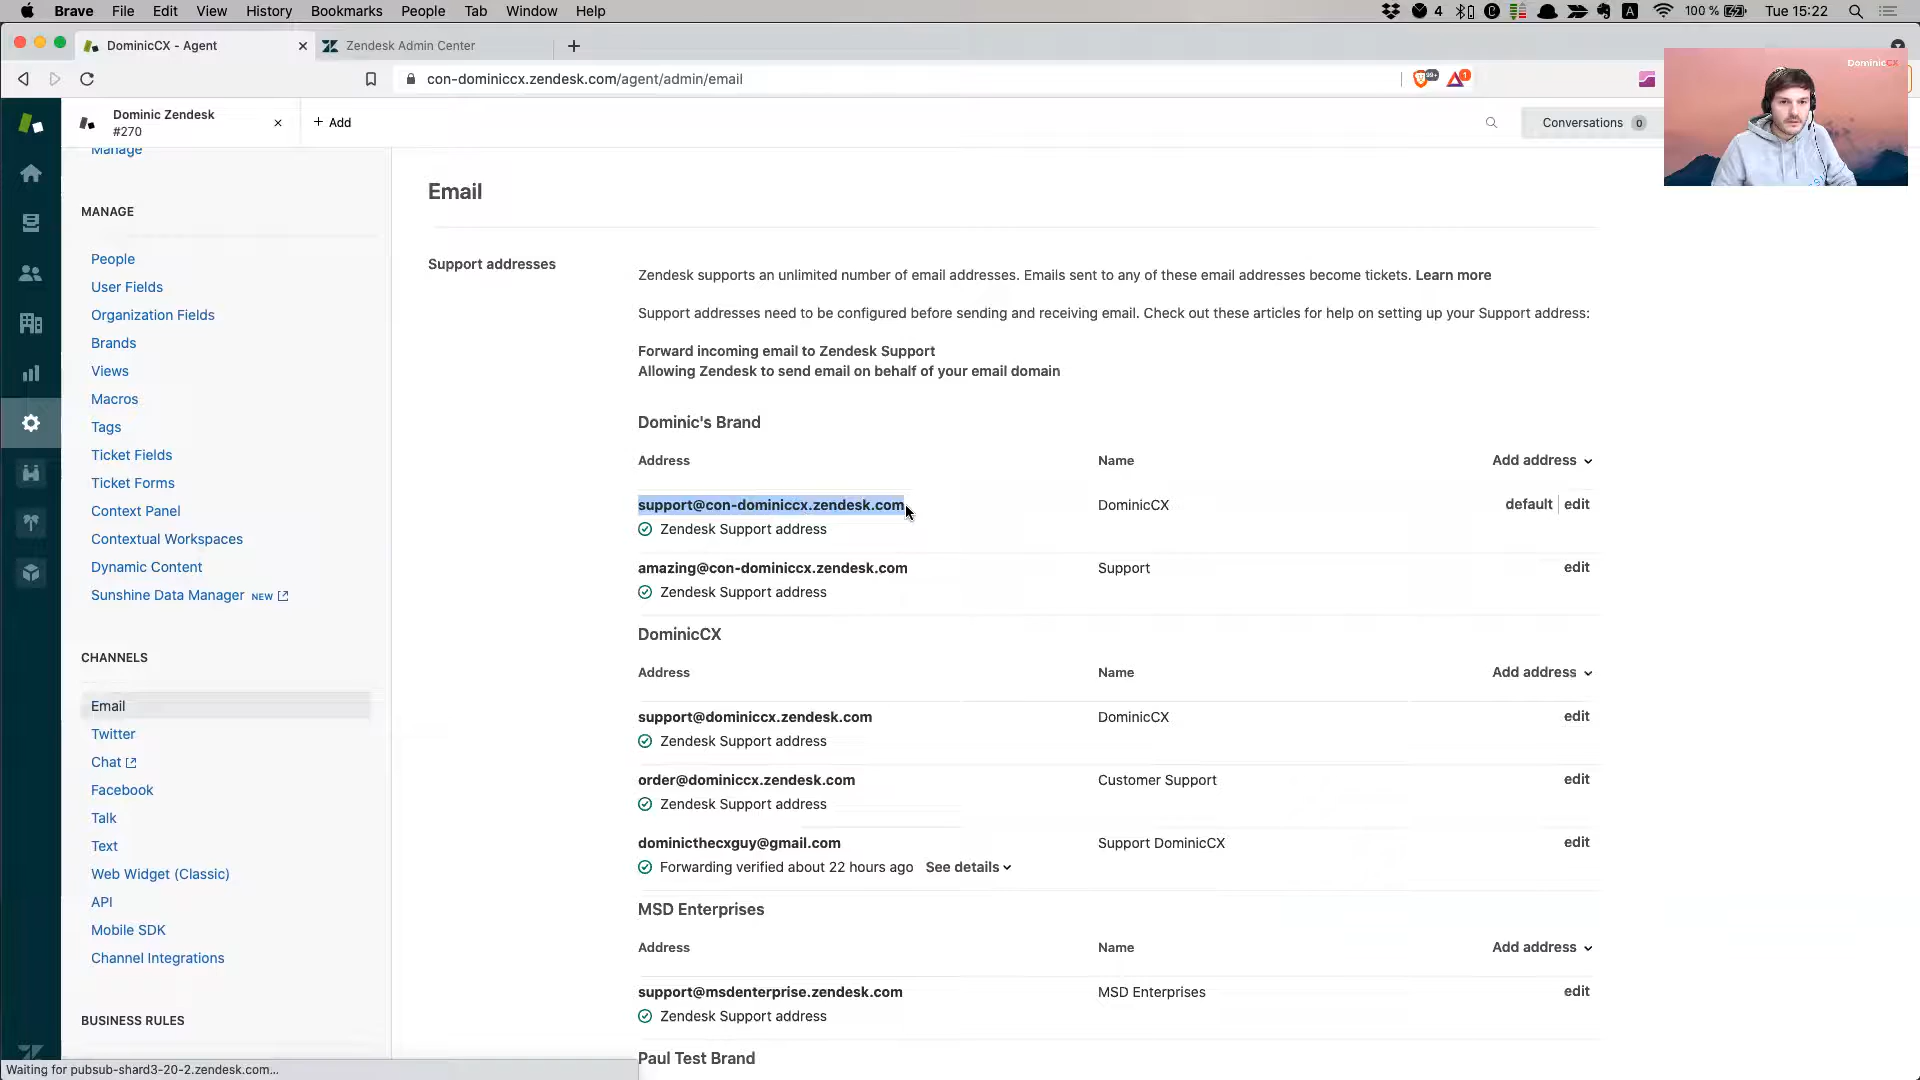 Brave File Edit View History Bookmarks People Tab Window Help
4 100 % Tue 15:22
DominicCX - Agent
Zendesk Admin Center
con-dominiccx.zendesk.com/agent/admin/email
99+
1
DominicCX
Dominic Zendesk
#270
+ Add
Conversations 0
Manage
MANAGE
People
User Fields
Organization Fields
Brands
Views
Macros
Tags
Ticket Fields
Ticket Forms
Context Panel
Contextual Workspaces
Dynamic Content
Sunshine Data Manager NEW
CHANNELS
Email
Twitter
Chat
Facebook
Talk
Text
Web Widget (Classic)
API
Mobile SDK
Channel Integrations
BUSINESS RULES
Waiting for pubsub-shard3-20-2.zendesk.com...
Email
Support addresses
Zendesk supports an unlimited number of email addresses. Emails sent to any of these email addresses become tickets. Learn more
Support addresses need to be configured before sending and receiving email. Check out these articles for help on setting up your Support address:
Forward incoming email to Zendesk Support
Allowing Zendesk to send email on behalf of your email domain
Dominic's Brand
Address Name Add address
support@con-dominiccx.zendesk.com DominicCX default edit
Zendesk Support address
amazing@con-dominiccx.zendesk.com Support edit
Zendesk Support address
DominicCX
Address Name Add address
support@dominiccx.zendesk.com DominicCX edit
Zendesk Support address
order@dominiccx.zendesk.com Customer Support edit
Zendesk Support address
dominicthecxguy@gmail.com Support DominicCX edit
Forwarding verified about 22 hours ago See details
MSD Enterprises
Address Name Add address
support@msdenterprise.zendesk.com MSD Enterprises edit
Zendesk Support address
Paul Test Brand